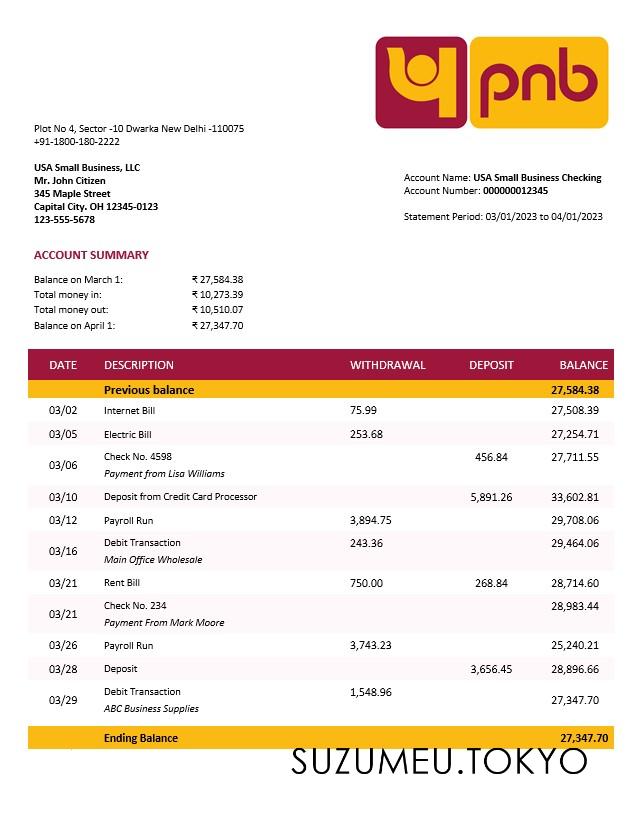 प pnb
Plot No 4, Sector -10 Dwarka New Delhi -110075
+91-1800-180-2222
USA Small Business, LLC
Mr. John Citizen
345 Maple Street
Capital City. OH 12345-0123
123-555-5678
Account Name: USA Small Business Checking
Account Number: 000000012345
Statement Period: 03/01/2023 to 04/01/2023
ACCOUNT SUMMARY
Balance on March 1: ₹ 27,584.38
Total money in: ₹ 10,273.39
Total money out: ₹ 10,510.07
Balance on April 1: ₹ 27,347.70
DATE DESCRIPTION WITHDRAWAL DEPOSIT BALANCE
Previous balance 27,584.38
03/02 Internet Bill 75.99 27,508.39
03/05 Electric Bill 253.68 27,254.71
03/06 Check No. 4598 456.84 27,711.55
Payment from Lisa Williams
03/10 Deposit from Credit Card Processor 5,891.26 33,602.81
03/12 Payroll Run 3,894.75 29,708.06
03/16 Debit Transaction 243.36 29,464.06
Main Office Wholesale
03/21 Rent Bill 750.00 268.84 28,714.60
03/21 Check No. 234 28,983.44
Payment From Mark Moore
03/26 Payroll Run 3,743.23 25,240.21
03/28 Deposit 3,656.45 28,896.66
03/29 Debit Transaction 1,548.96 27,347.70
ABC Business Supplies
Ending Balance 27,347.70
SUZUMEU.TOKYO